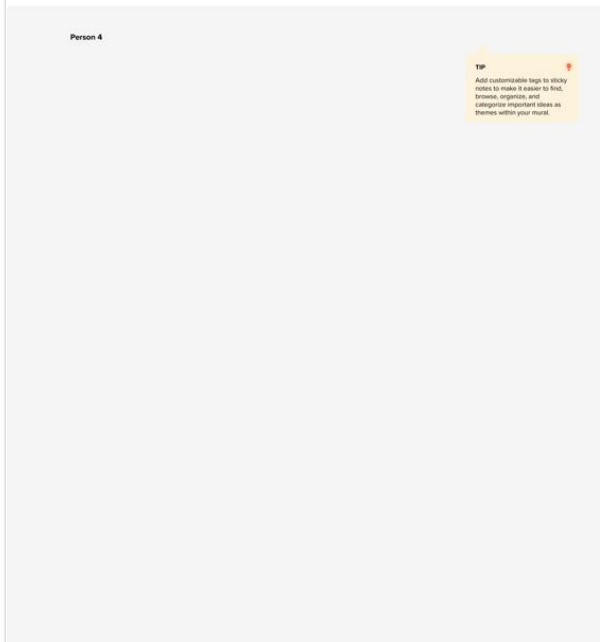 Person 4
TIP
Add customizable tags to sticky
notes to make it easier to find,
browse, organize, and
categorize important ideas as
themes within your mural.